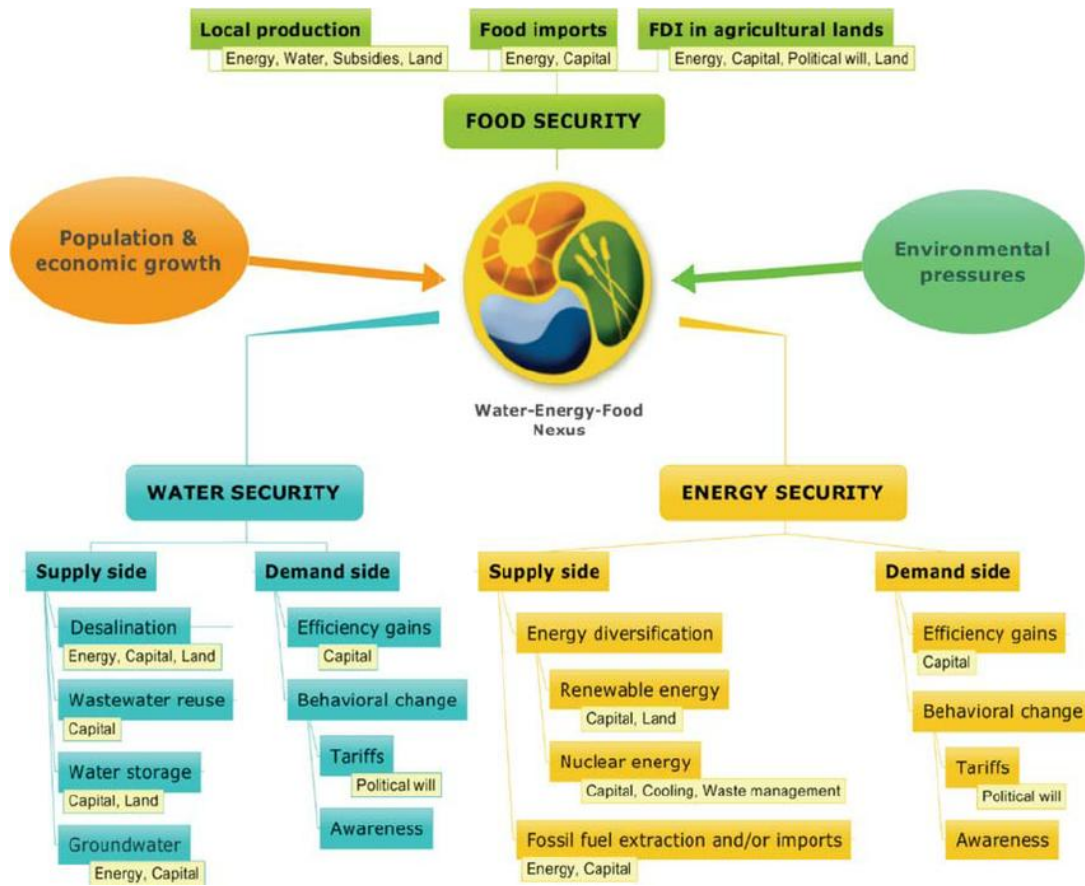 Local production
Energy, Water, Subsidies, Land
Food imports
Energy, Capital
FDI in agricultural lands
Energy, Capital, Political will, Land
FOOD SECURITY
Population &
economic growth
Environmental
pressures
Water-Energy-Food
Nexus
WATER SECURITY
Supply side
Desalination
Energy, Capital, Land
Wastewater reuse
Capital
Water storage
Capital, Land
Groundwater
Energy, Capital
Demand side
Efficiency gains
Capital
Behavioral change
Tariffs
Political will
Awareness
ENERGY SECURITY
Supply side
Energy diversification
Renewable energy
Capital, Land
Nuclear energy
Capital, Cooling, Waste management
Fossil fuel extraction and/or imports
Energy, Capital
Demand side
Efficiency gains
Capital
Behavioral change
Tariffs
Political will
Awareness